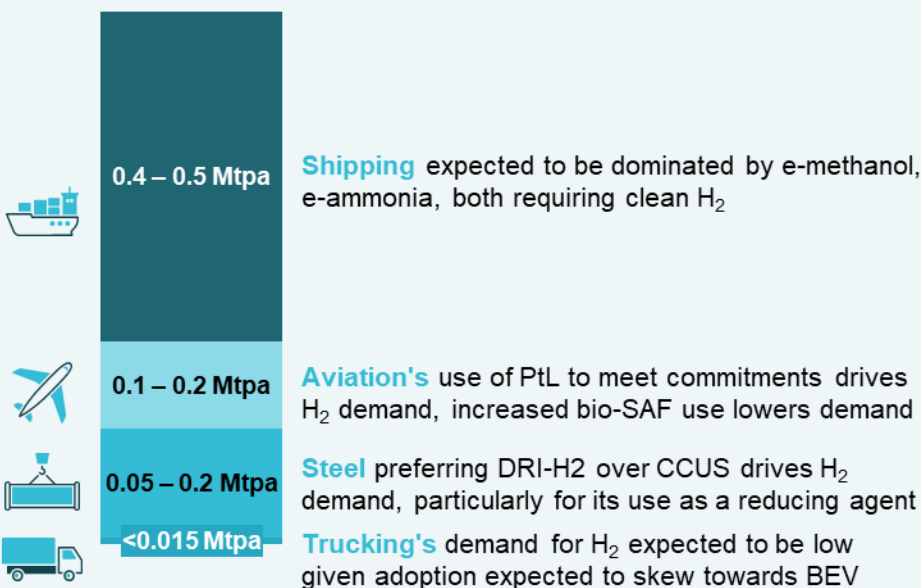 0.4 – 0.5 Mtpa
Shipping expected to be dominated by e-methanol,
e-ammonia, both requiring clean H₂
0.1 – 0.2 Mtpa
Aviation's use of PtL to meet commitments drives
H₂ demand, increased bio-SAF use lowers demand
0.05 – 0.2 Mtpa
Steel preferring DRI-H2 over CCUS drives H₂
demand, particularly for its use as a reducing agent
<0.015 Mtpa
Trucking's demand for H₂ expected to be low
given adoption expected to skew towards BEV